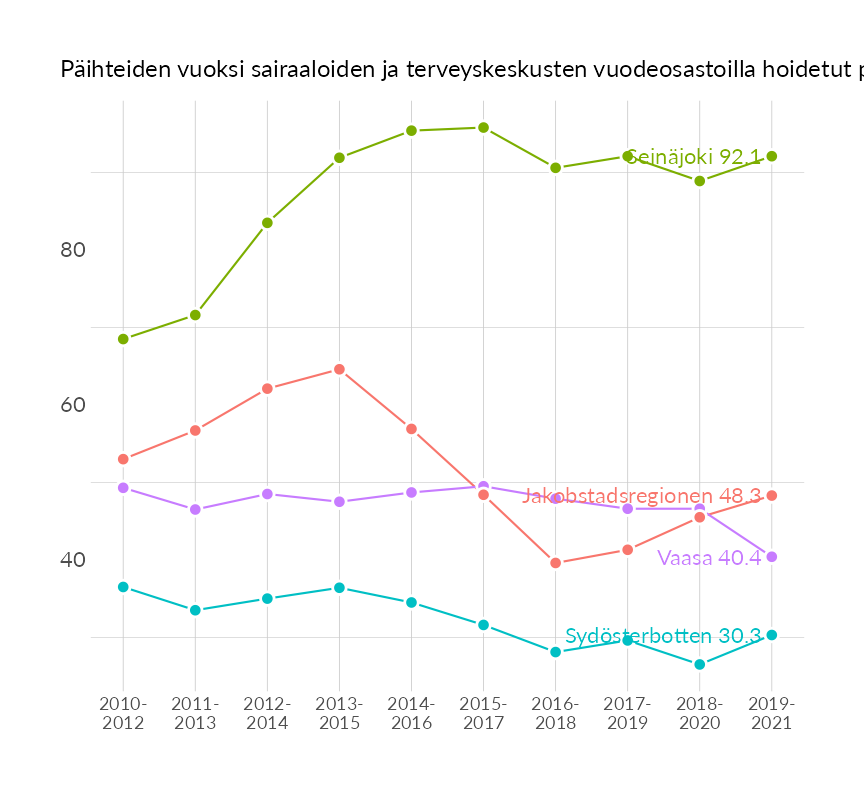 Päihteiden vuoksi sairaaloiden ja terveyskeskusten vuodeosastoilla hoidetut
Seinäjoki 92.1
80
60
Jakobstadsregionen 48.3
40
Vaasa 40.4
Sydösterbotten 30.3
2010-2012 2011-2013 2012-2014 2013-2015 2014-2016 2015-2017 2016-2018 2017-2019 2018-2020 2019-2021